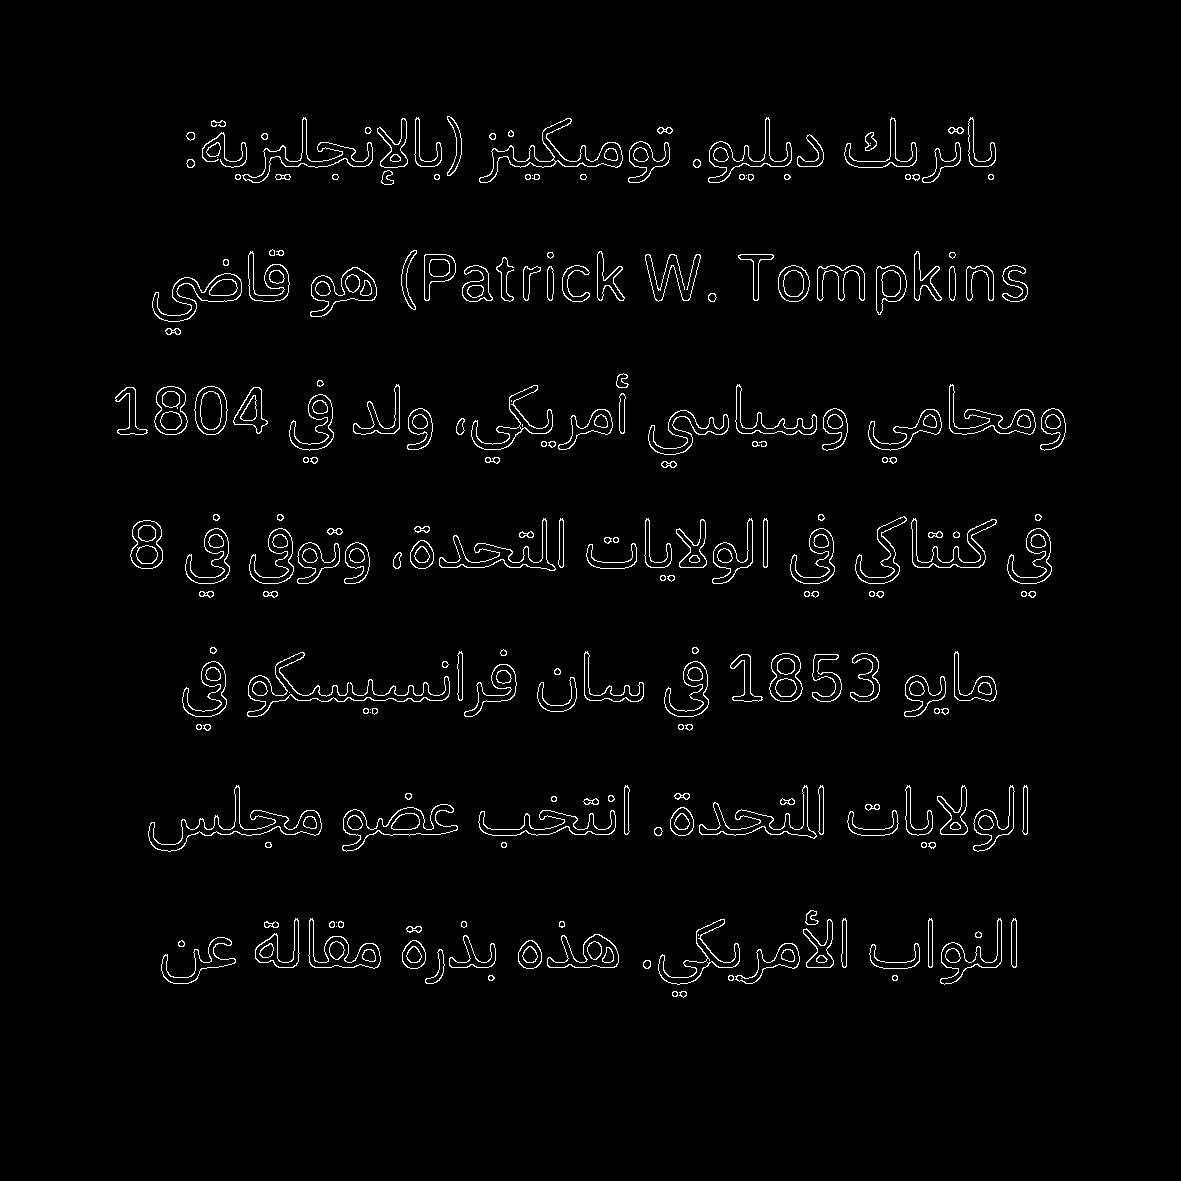 باتريك دبليو. تومبكينز (بالإنجليزية:
Patrick W. Tompkins) هو قاضي
ومحامي وسياسي أمريكي، ولد في 1804
في كنتاكي في الولايات المتحدة، وتوفي في 8
مايو 1853 في سان فرانسيسكو في
الولايات المتحدة. انتخب عضو مجلس
النواب الأمريكي. هذه بذرة مقالة عن